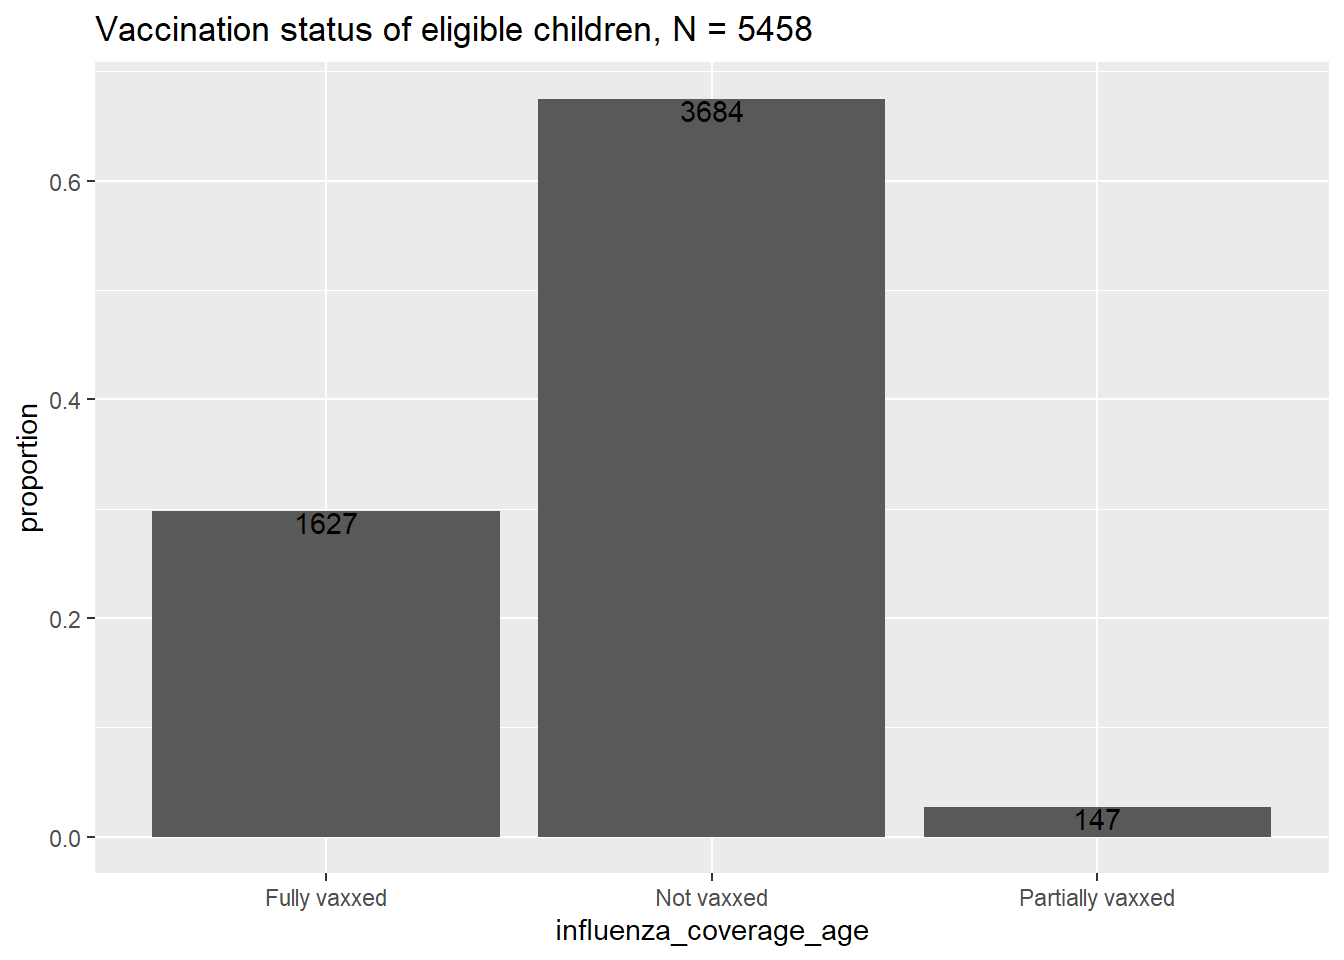 Vaccination status of eligible children, N = 5458
proportion
0.6
0.4
0.2
0.0
3684
1627
147
Fully vaxxed
Not vaxxed
Partially vaxxed
influenza_coverage_age